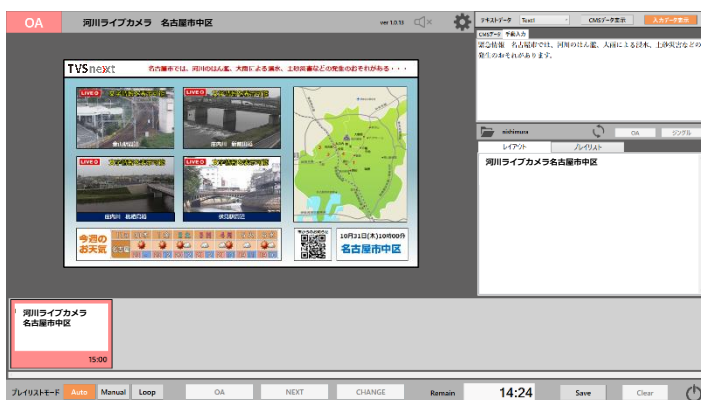 OA
河川ライブカメラ 名古屋市中区
ver 1.0.13
テキストデータ
Text1
CMSデータ表示
入力データ表示
CMSデータ
手動入力
緊急情報 名古屋市では、河川のはん濫、大雨による浸水、土砂災害などの
発生のおそれがあります。
TVSnext
名古屋市では、河川のはん濫、大雨による浸水、土砂災害などの発生のおそれがある・・・
LIVE
LIVE
LIVE
LIVE
庄内川 枇杷島局
今週の
お天気
名古屋
10月31日(木)10時00分
名古屋市中区
nishimura
OA
シングル
レイアウト
プレイリスト
河川ライブカメラ名古屋市中区
河川ライブカメラ
名古屋市中区
15:00
プレイリストモード
Auto
Manual
Loop
OA
NEXT
CHANGE
Remain
14:24
Save
Clear